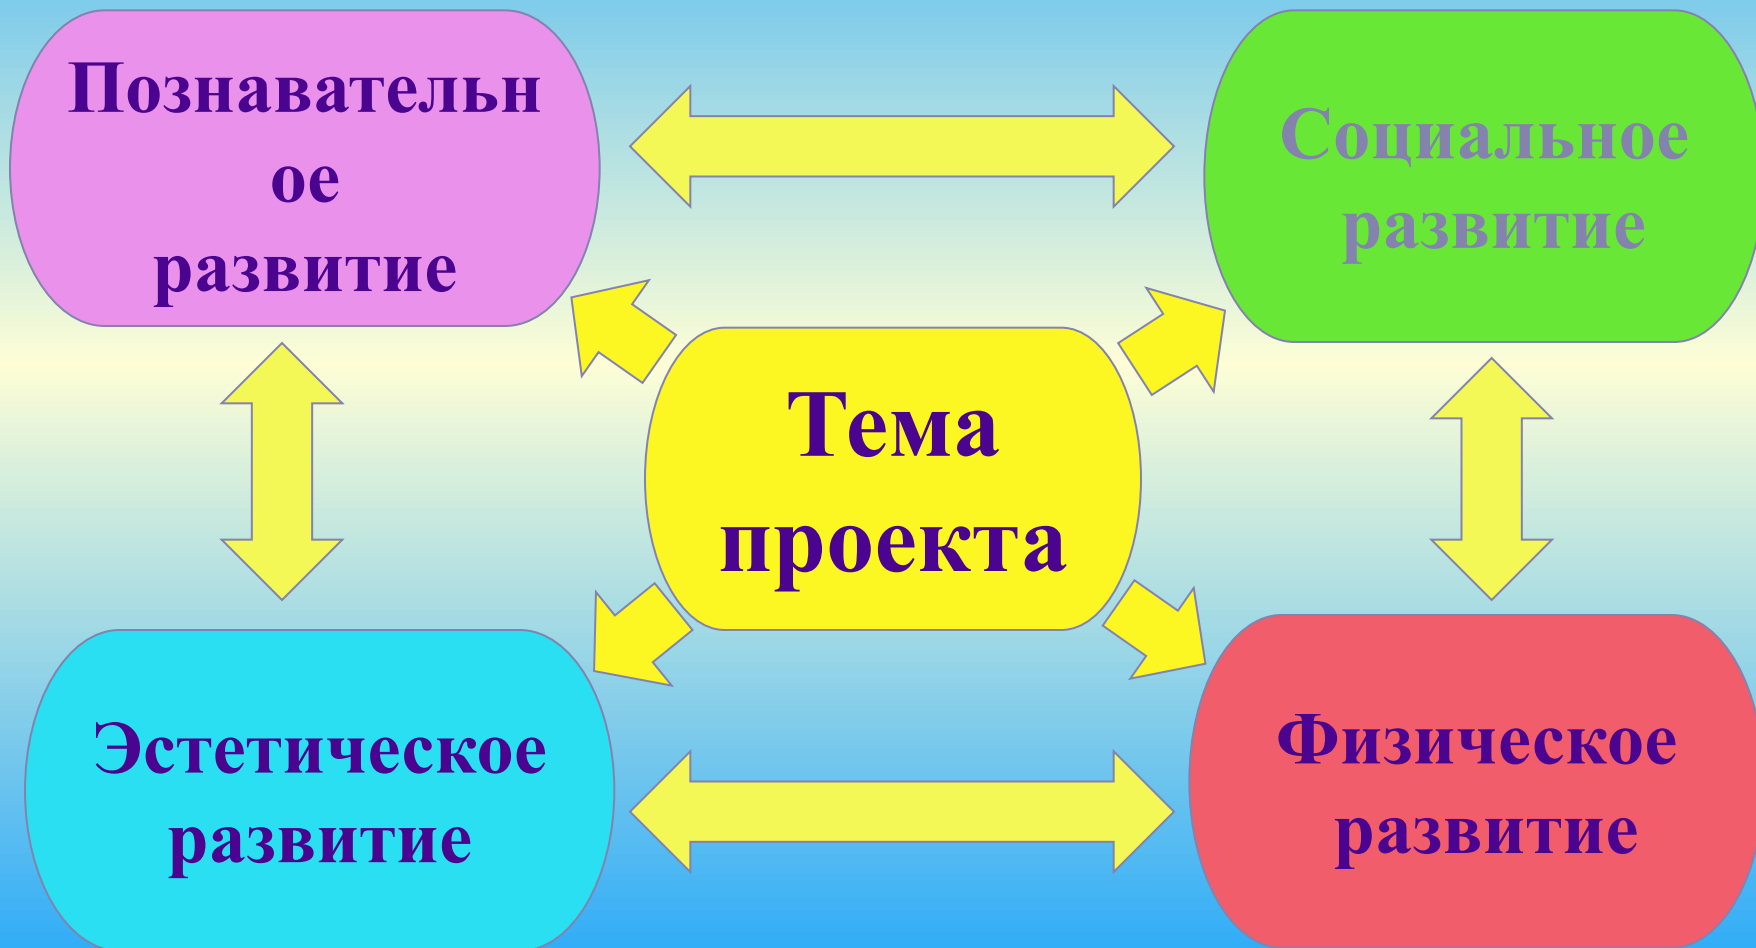 Познавательн
ое
развитие
Социальное
развитие
Тема
проекта
Эстетическое
развитие
Физическое
развитие